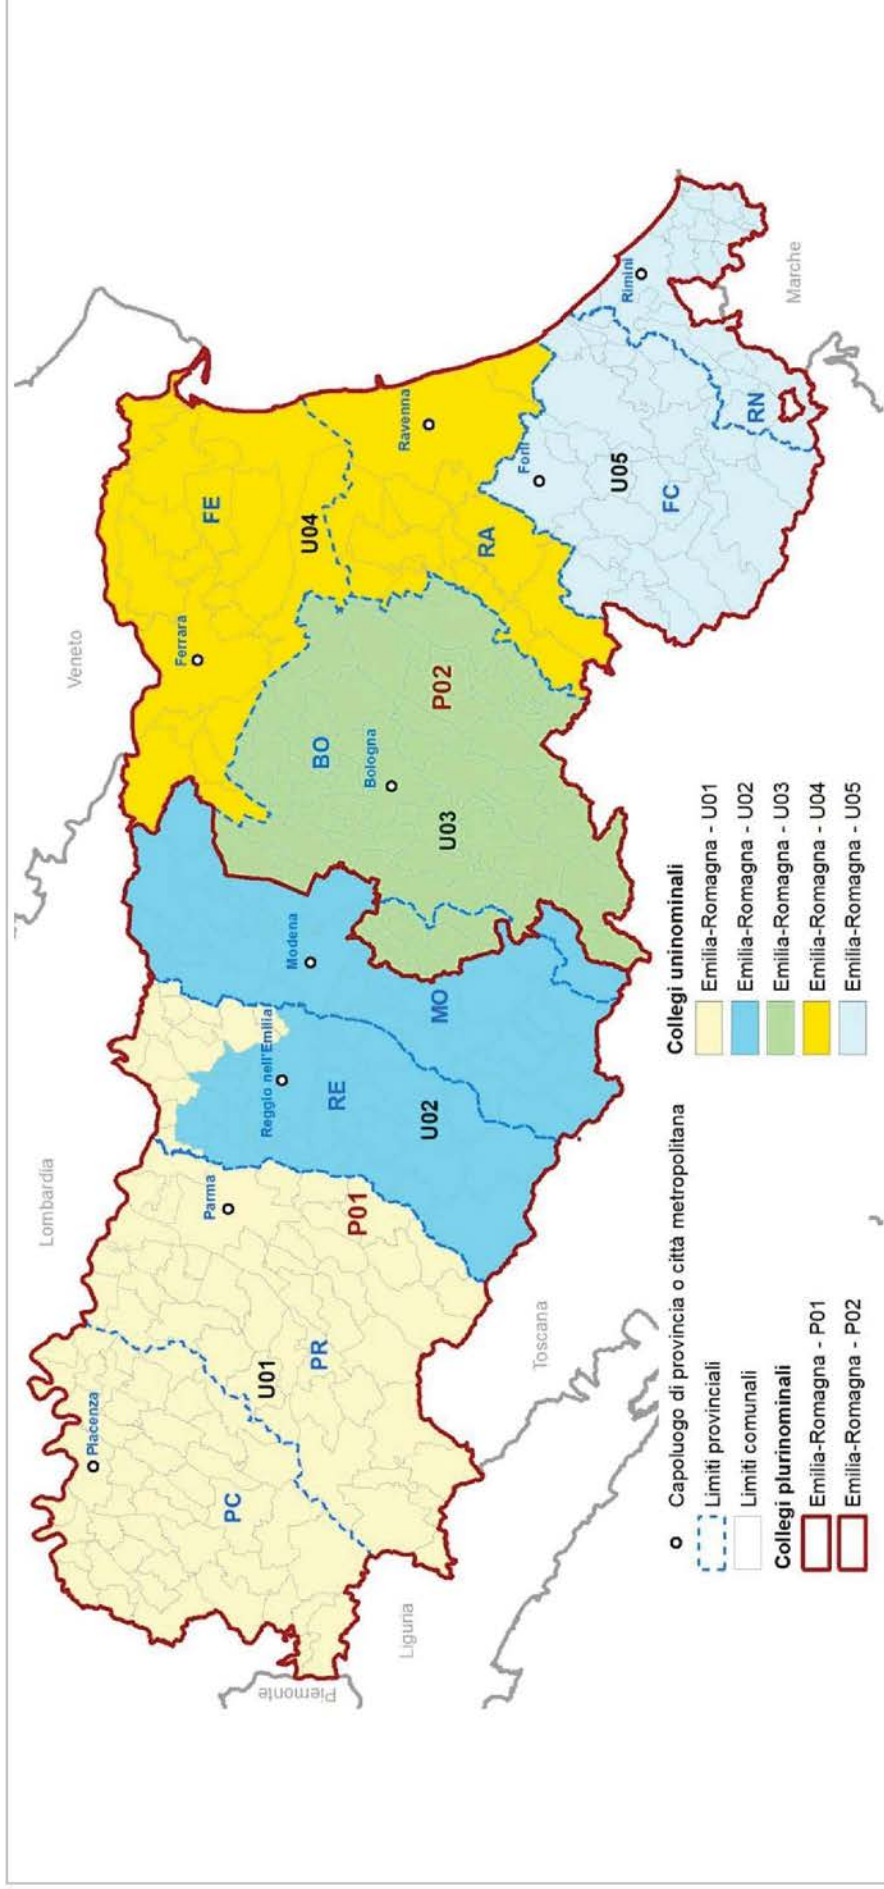 Lombardia
Veneto
Piemonte
Liguria
Toscana
Marche
Piacenza
PC
U01
PR
Parma
P01
Reggio nell'Emilia
RE
U02
Modena
MO
BO
Bologna
U03
P02
Ferrara
FE
U04
Ravenna
RA
Forlì
U05
FC
Rimini
RN
Capoluogo di provincia o città metropolitana
Limiti provinciali
Limiti comunali
Collegi plurinominali
Emilia-Romagna - P01
Emilia-Romagna - P02
Collegi uninominali
Emilia-Romagna - U01
Emilia-Romagna - U02
Emilia-Romagna - U03
Emilia-Romagna - U04
Emilia-Romagna - U05